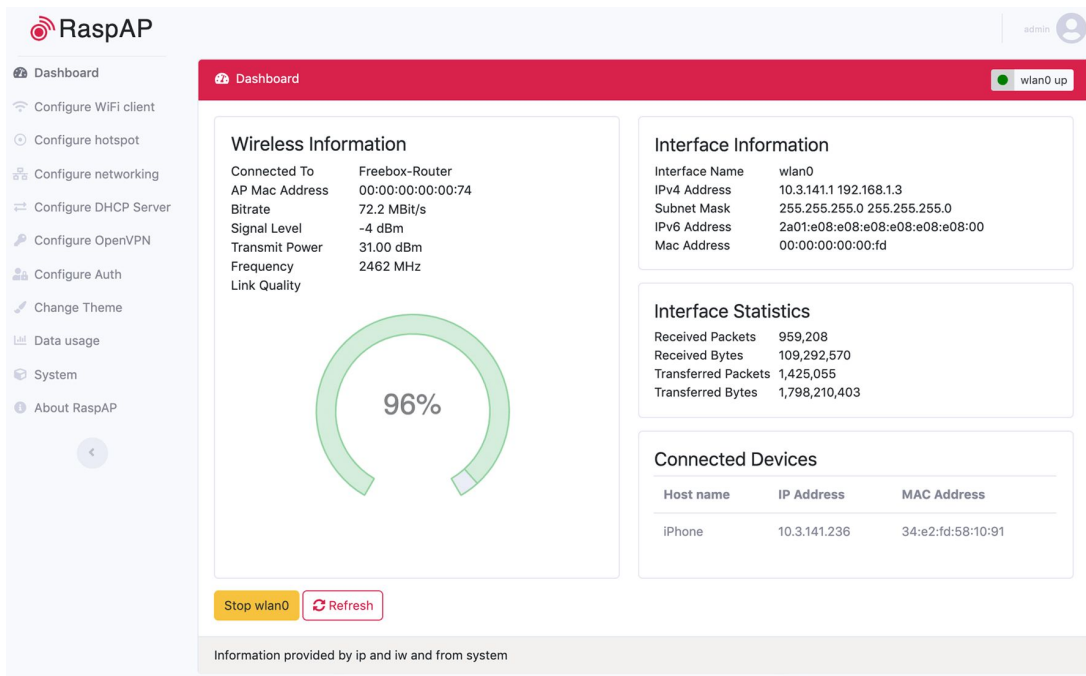 RaspAP
admin
Dashboard
Configure WiFi client
Configure hotspot
Configure networking
Configure DHCP Server
Configure OpenVPN
Configure Auth
Change Theme
Data usage
System
About RaspAP
Dashboard
wlan0 up
Wireless Information
Connected To Freebox-Router
AP Mac Address 00:00:00:00:00:74
Bitrate 72.2 MBit/s
Signal Level -4 dBm
Transmit Power 31.00 dBm
Frequency 2462 MHz
Link Quality
96%
Interface Information
Interface Name wlan0
IPv4 Address 10.3.141.1 192.168.1.3
Subnet Mask 255.255.255.0 255.255.255.0
IPv6 Address 2a01:e08:e08:e08:e08:e08:e08:00
Mac Address 00:00:00:00:00:fd
Interface Statistics
Received Packets 959,208
Received Bytes 109,292,570
Transferred Packets 1,425,055
Transferred Bytes 1,798,210,403
Connected Devices
Host name IP Address MAC Address
iPhone 10.3.141.236 34:e2:fd:58:10:91
Stop wlan0
Refresh
Information provided by ip and iw and from system